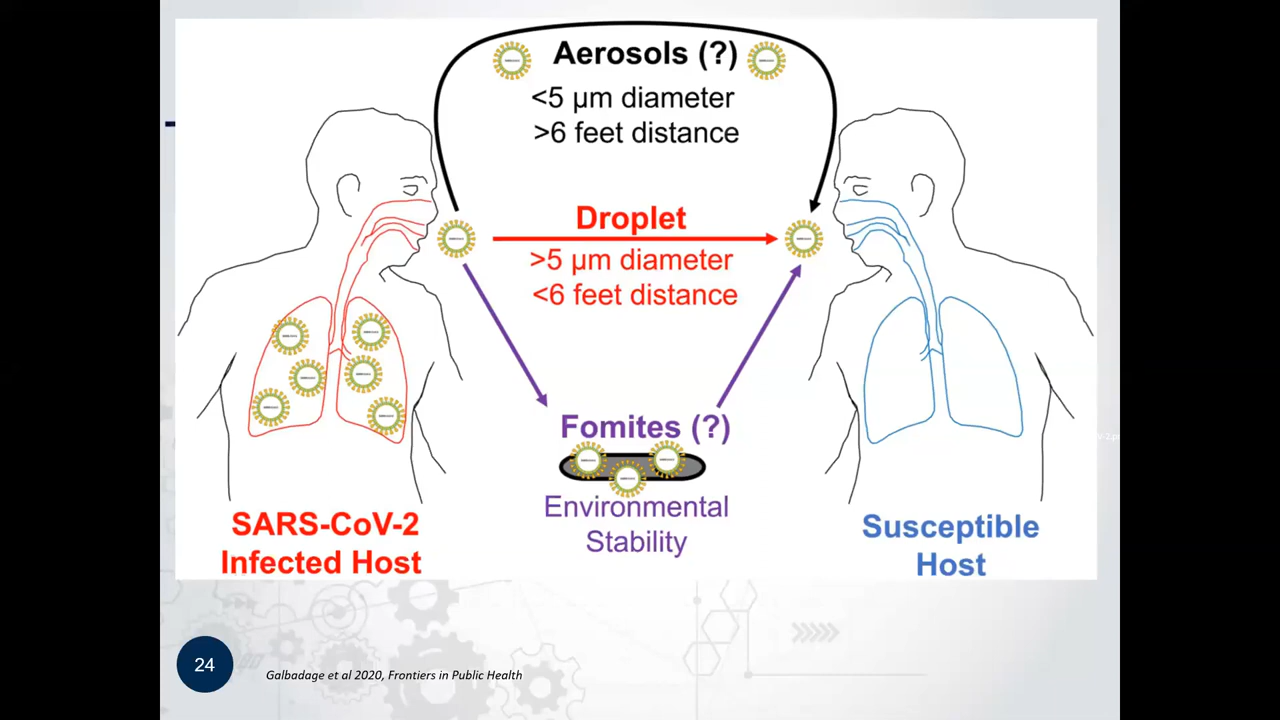 Aerosols (?)
<5 μm diameter
>6 feet distance
Droplet
>5 μm diameter
<6 feet distance
Fomites (?)
Environmental
Stability
SARS-CoV-2
Infected Host
Susceptible
Host
24
Galbadage et al 2020, Frontiers in Public Health